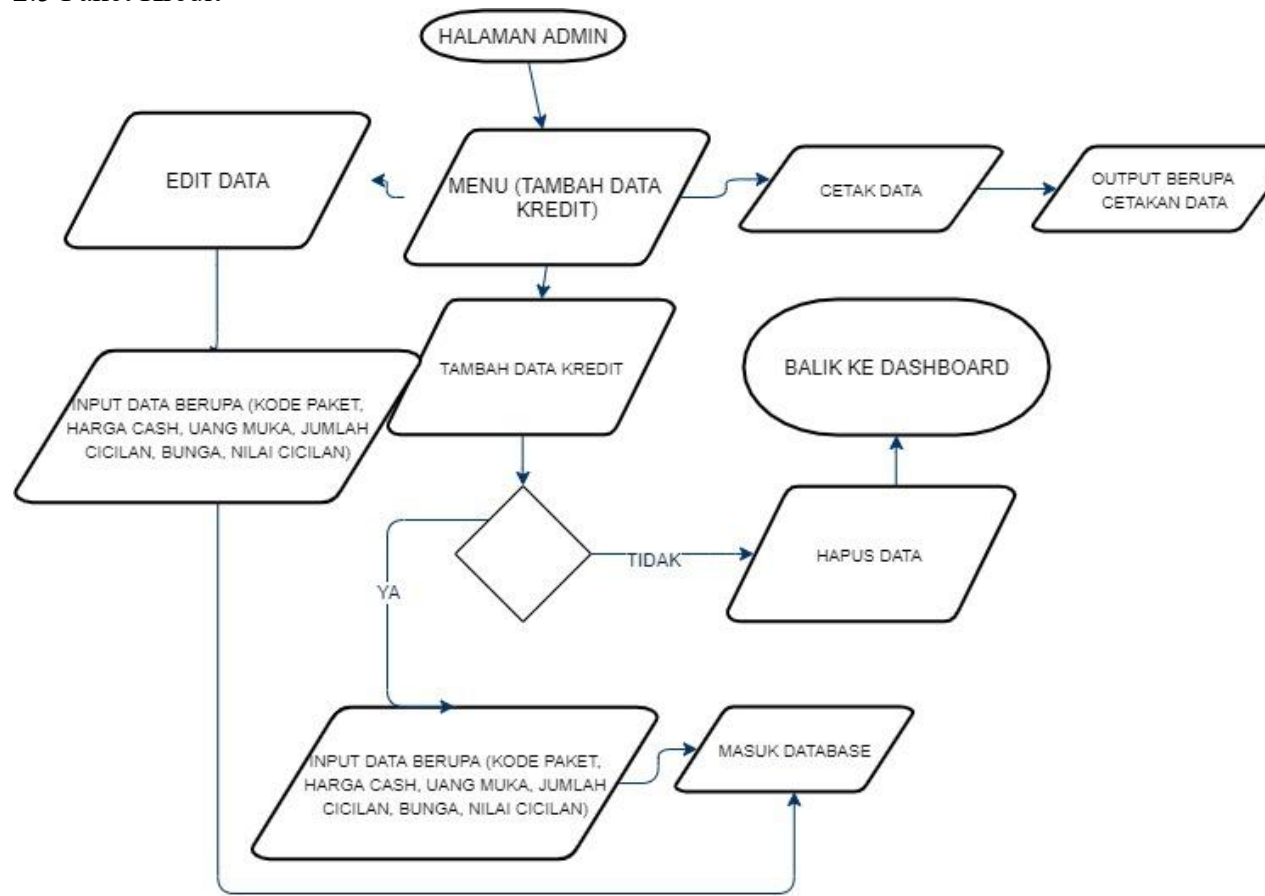 2.3 Paket Kredit
HALAMAN ADMIN
EDIT DATA
MENU (TAMBAH DATA
KREDIT)
CETAK DATA
OUTPUT BERUPA
CETAKAN DATA
TAMBAH DATA KREDIT
BALIK KE DASHBOARD
INPUT DATA BERUPA (KODE PAKET,
HARGA CASH, UANG MUKA, JUMLAH
CICILAN, BUNGA, NILAI CICILAN)
TIDAK
HAPUS DATA
YA
INPUT DATA BERUPA (KODE PAKET,
HARGA CASH, UANG MUKA, JUMLAH
CICILAN, BUNGA, NILAI CICILAN)
MASUK DATABASE